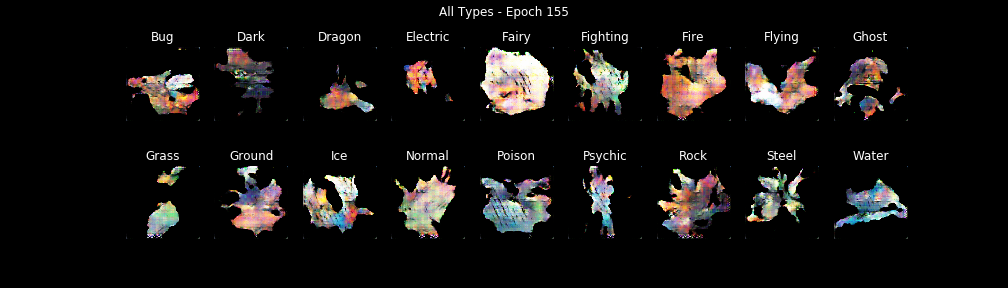 All Types - Epoch 155
Bug Dark Dragon Electric Fairy Fighting Fire Flying Ghost
Grass Ground Ice Normal Poison Psychic Rock Steel Water